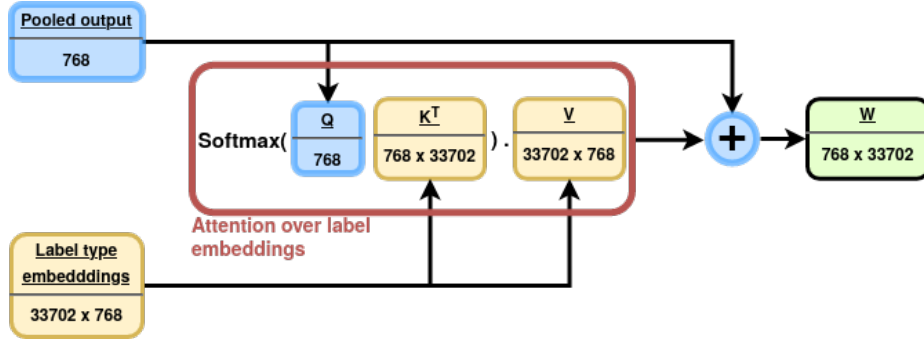 Pooled output
768
Softmax(
Q
768
K^T
768 x 33702
) .
V
33702 x 768
+
W
768 x 33702
Attention over label
embeddings
Label type
embedddings
33702 x 768